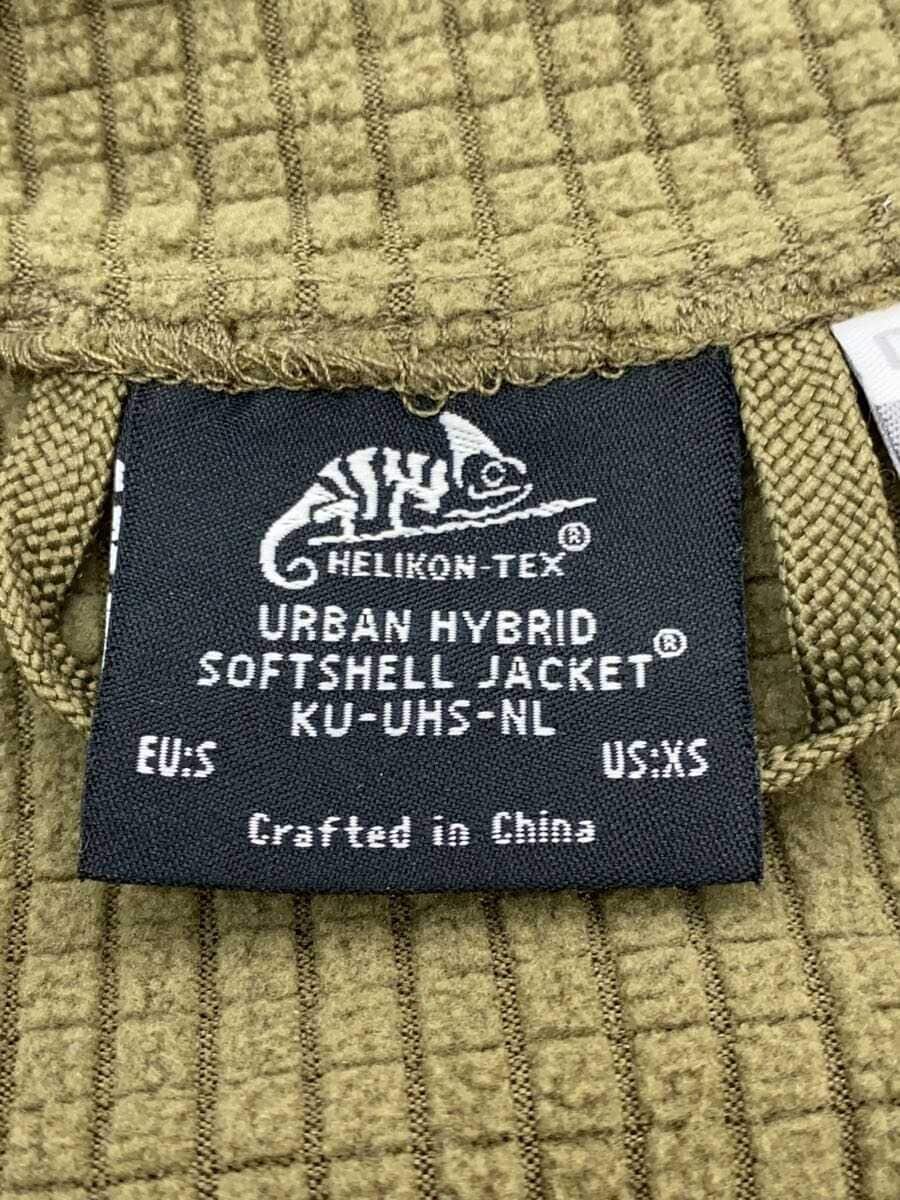 HELIKON-TEX®
URBAN HYBRID
SOFTSHELL JACKET®
KU-UHS-NL
EU:S US:XS
Crafted in China